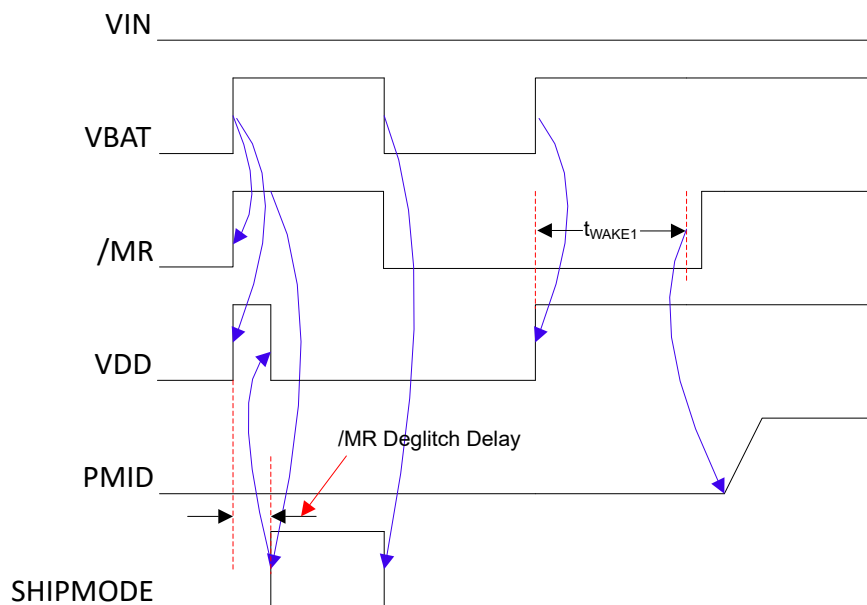 VIN
VBAT
/MR
tWAKE1
VDD
/MR Deglitch Delay
PMID
SHIPMODE